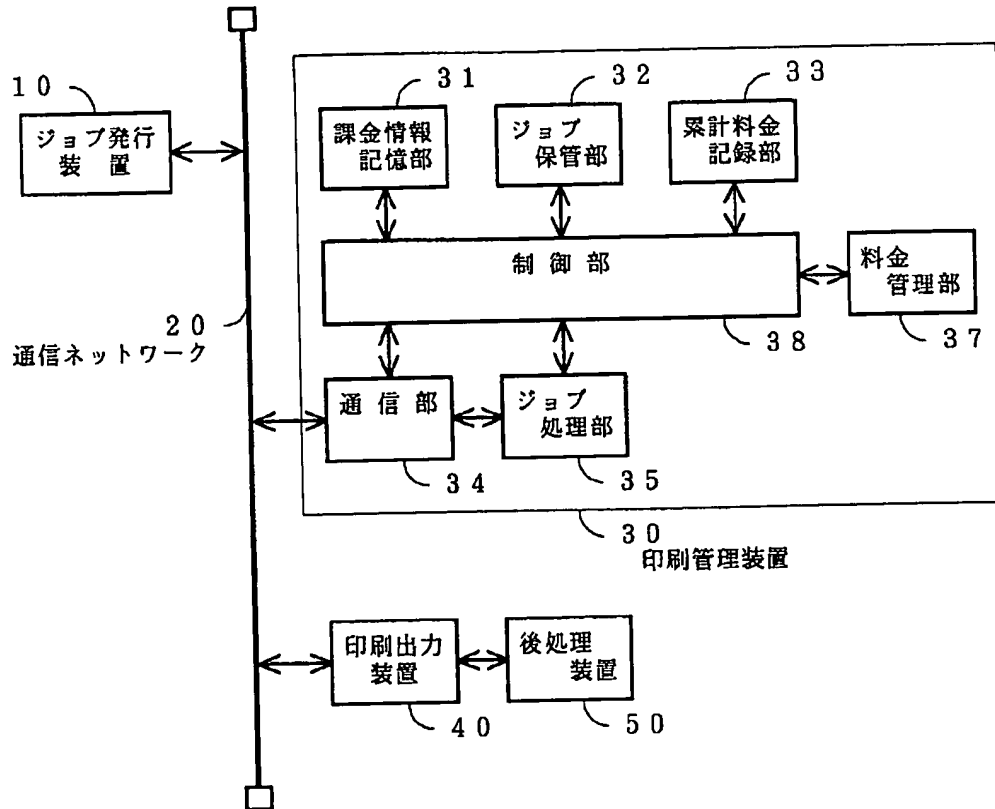 10
ジョブ発行
装 置
31
課金情報
記憶部
32
ジョブ
保管部
33
累計料金
記録部
制 御 部
38
料金
管理部
37
20
通信ネットワーク
通 信 部
34
ジョブ
処理部
35
30
印刷管理装置
印刷出力
装置
40
後処理
装置
50